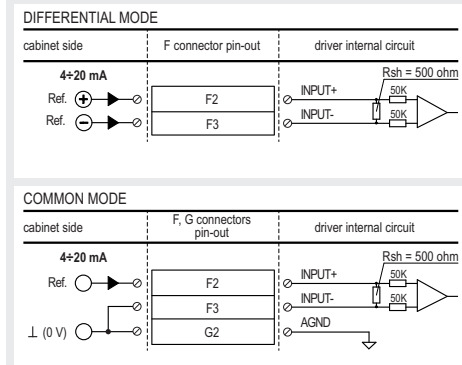 DIFFERENTIAL MODE
cabinet side F connector pin-out driver internal circuit
4÷20 mA Rsh = 500 ohm
Ref. + F2 INPUT+ 50K
Ref. − F3 INPUT- 50K
COMMON MODE
cabinet side F, G connectors pin-out driver internal circuit
4÷20 mA Rsh = 500 ohm
Ref. F2 INPUT+ 50K
F3 INPUT- 50K
⊥ (0 V) G2 AGND